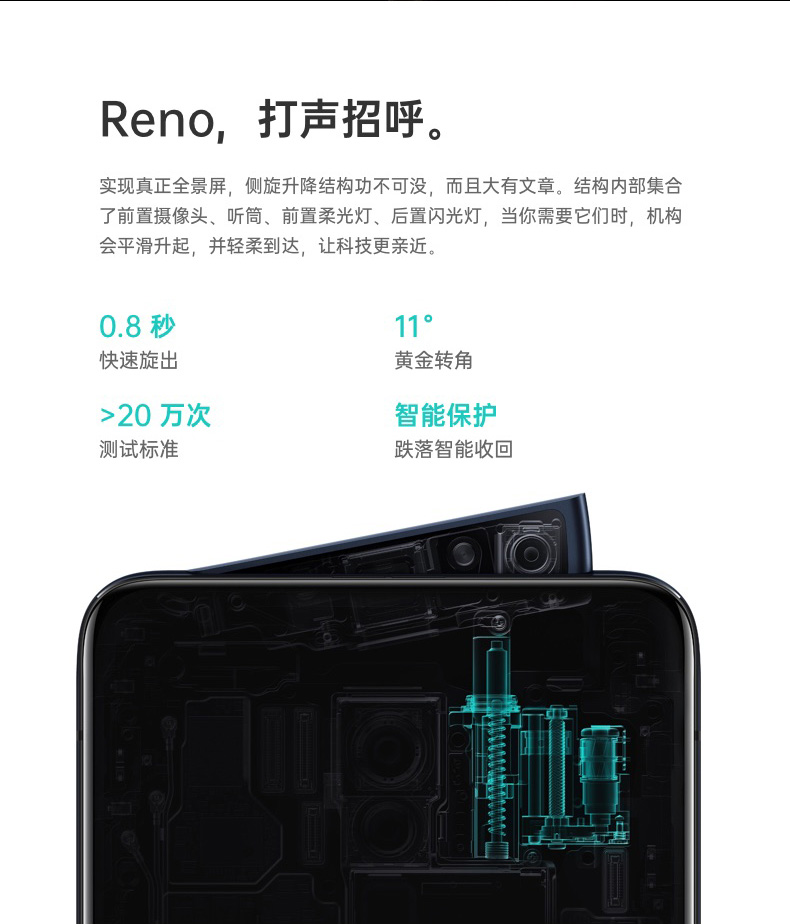 Reno，打声招呼。
实现真正全景屏，侧旋升降结构功不可没，而且大有文章。结构内部集合
了前置摄像头、听筒、前置柔光灯、后置闪光灯，当你需要它们时，机构
会平滑升起，并轻柔到达，让科技更亲近。
0.8 秒
11°
快速旋出
黄金转角
>20 万次
智能保护
测试标准
跌落智能收回